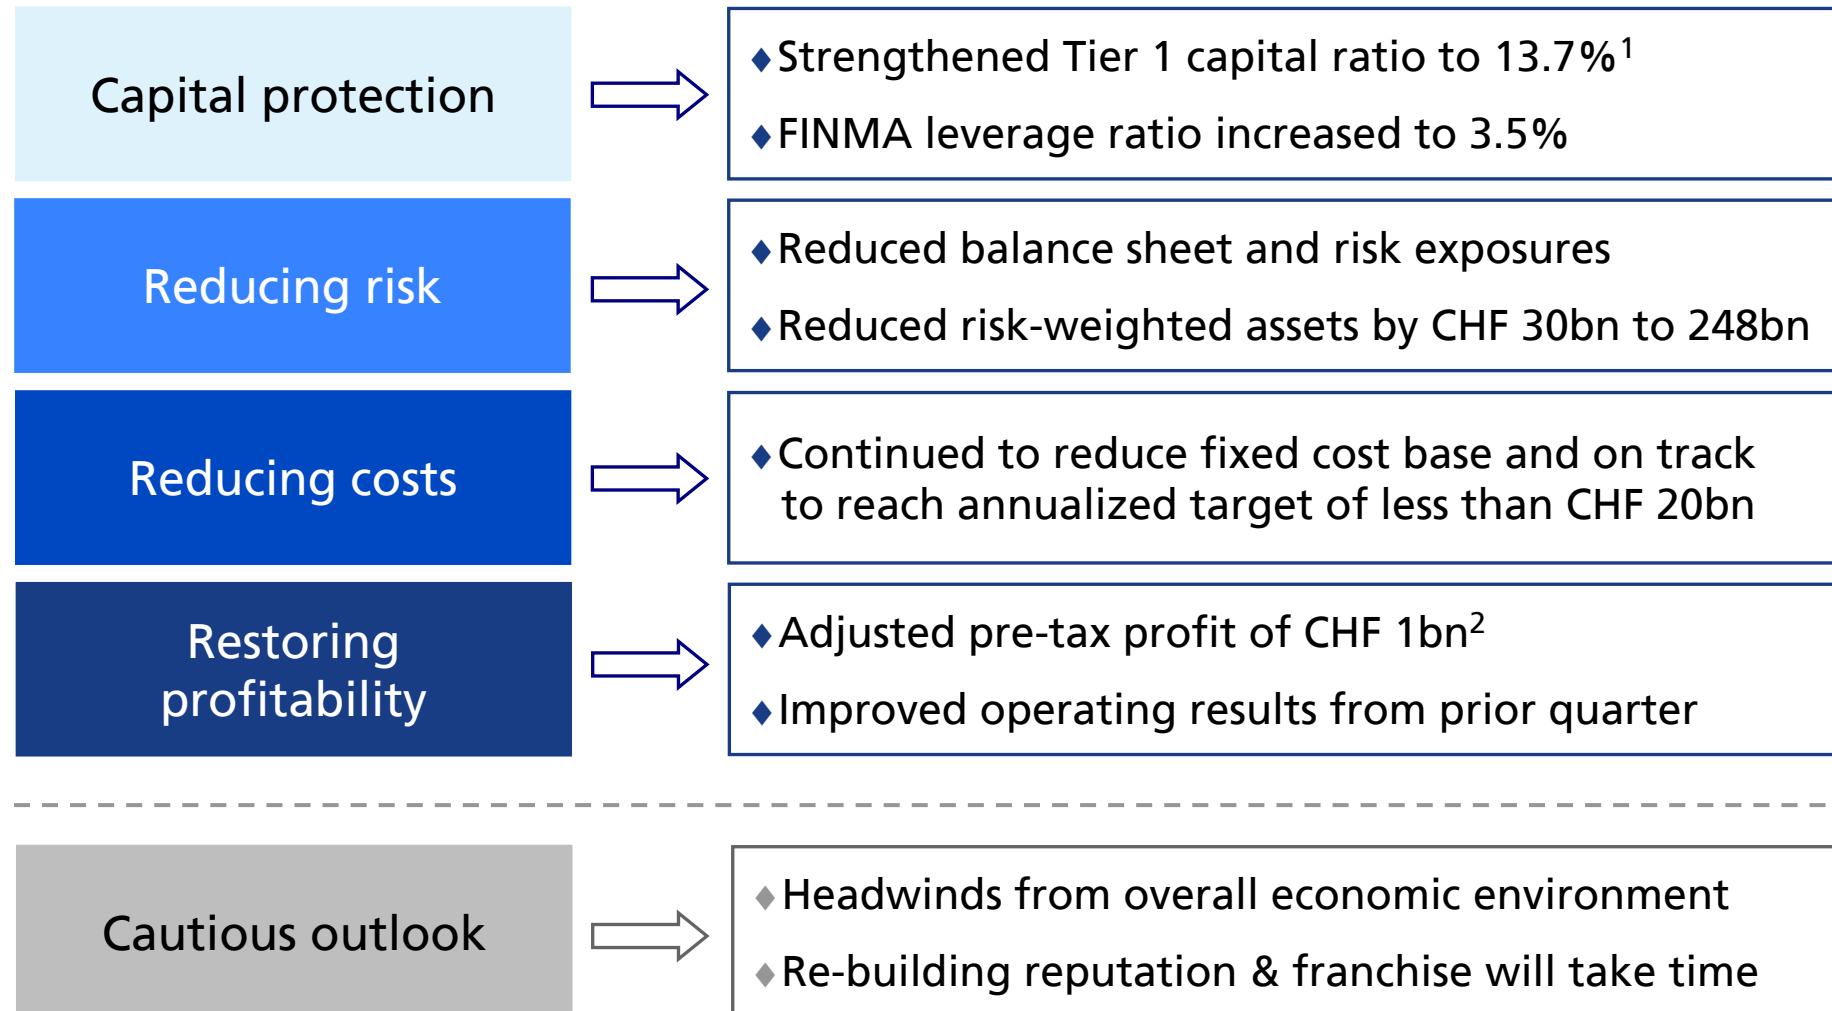 Capital protection
♦Strengthened Tier 1 capital ratio to 13.7%¹
♦FINMA leverage ratio increased to 3.5%
Reducing risk
♦Reduced balance sheet and risk exposures
♦Reduced risk-weighted assets by CHF 30bn to 248bn
Reducing costs
♦Continued to reduce fixed cost base and on track
to reach annualized target of less than CHF 20bn
Restoring
profitability
♦Adjusted pre-tax profit of CHF 1bn²
♦Improved operating results from prior quarter
Cautious outlook
♦Headwinds from overall economic environment
♦Re-building reputation & franchise will take time